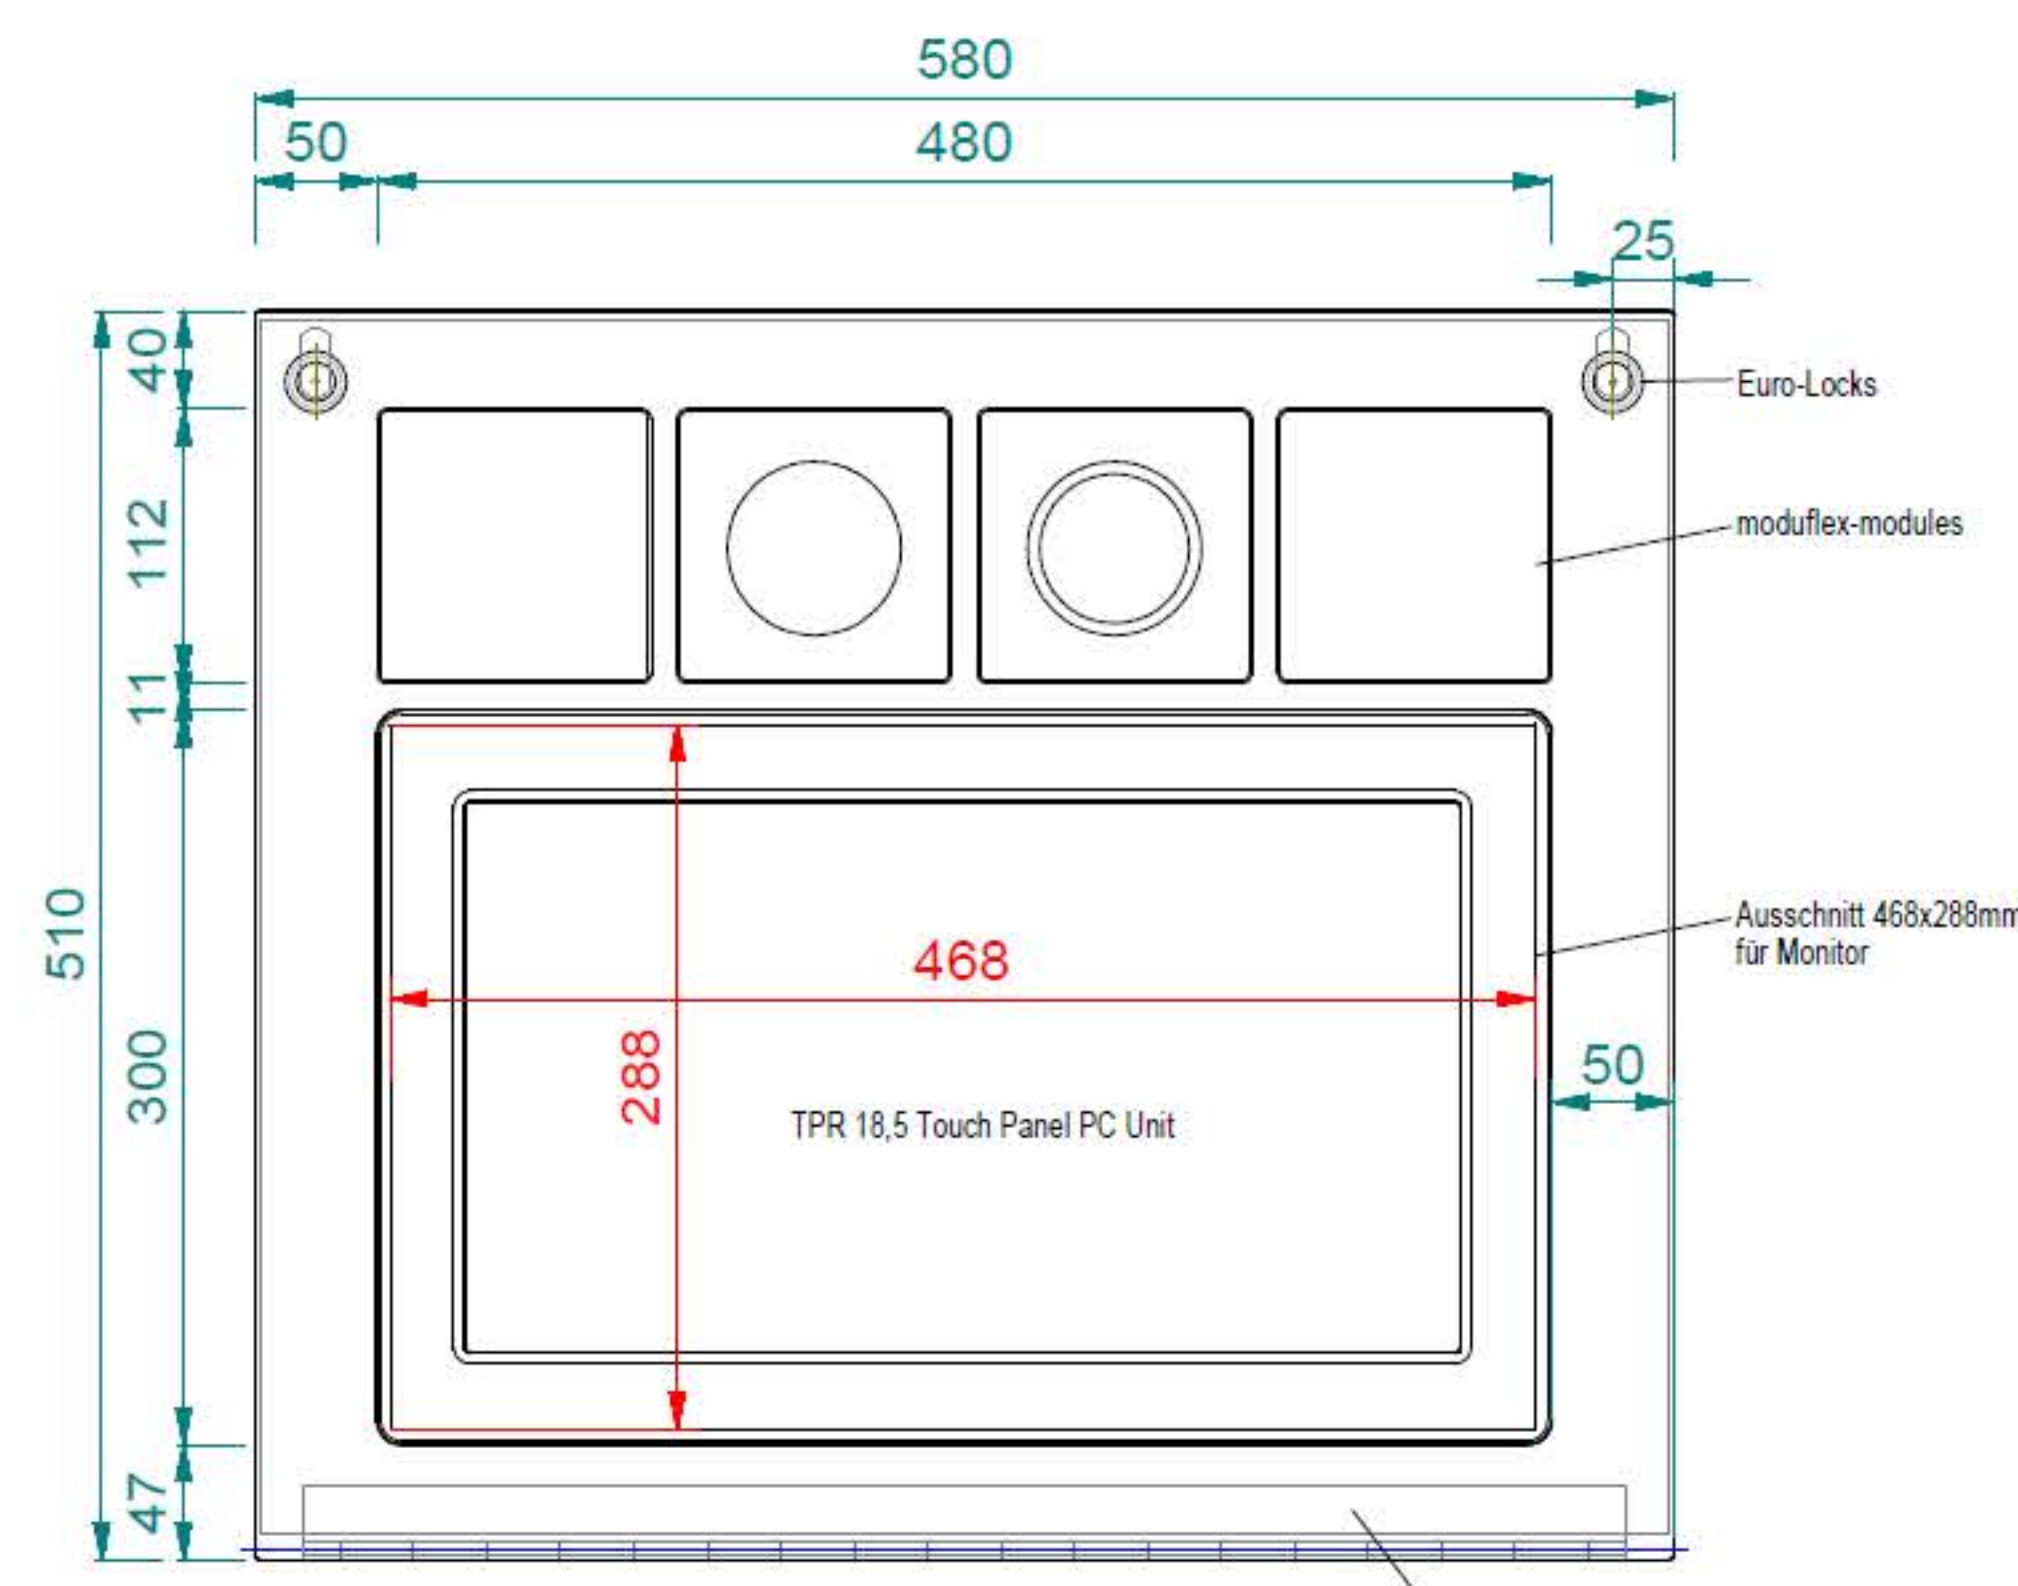 580
50
480
25
40
Euro-Locks
112
moduflex-modules
11
510
Ausschnitt 468x288mm
für Monitor
468
300
288
50
TPR 18,5 Touch Panel PC Unit
47